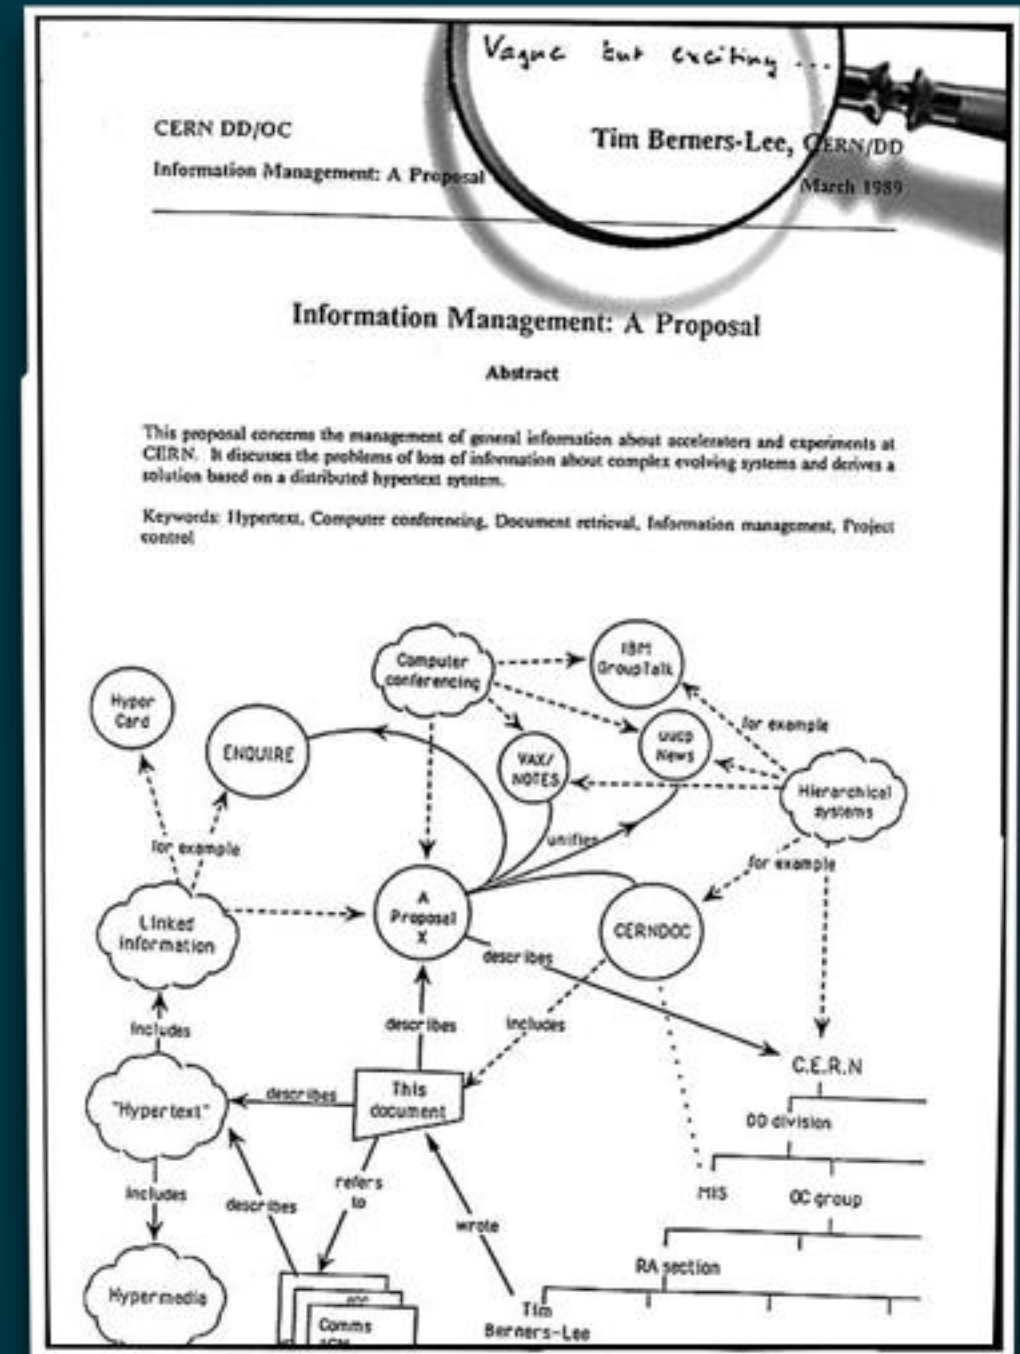 Vague but exciting ...
CERN DD/OC
Tim Berners-Lee, CERN/DD
Information Management: A Proposal
March 1989
Information Management: A Proposal
Abstract
This proposal concerns the management of general information about accelerators and experiments at
CERN. It discusses the problems of loss of information about complex evolving systems and derives a
solution based on a distributed hypertext system.
Keywords: Hypertext, Computer conferencing, Document retrieval, Information management, Project
control
Computer
conferencing
IBM
GroupTalk
Hyper
Card
ENQUIRE
VAX/
NOTES
uucp
News
for example
Hierarchical
systems
for example
unifies
for example
A
Proposal
X
CERNDOC
Linked
information
describes
includes
describes
includes
C.E.R.N
This
document
describes
"Hypertext"
DD division
refers
to
includes
describes
MIS
OC group
wrote
RA section
Hypermedia
Comms
ACM
Tim
Berners-Lee